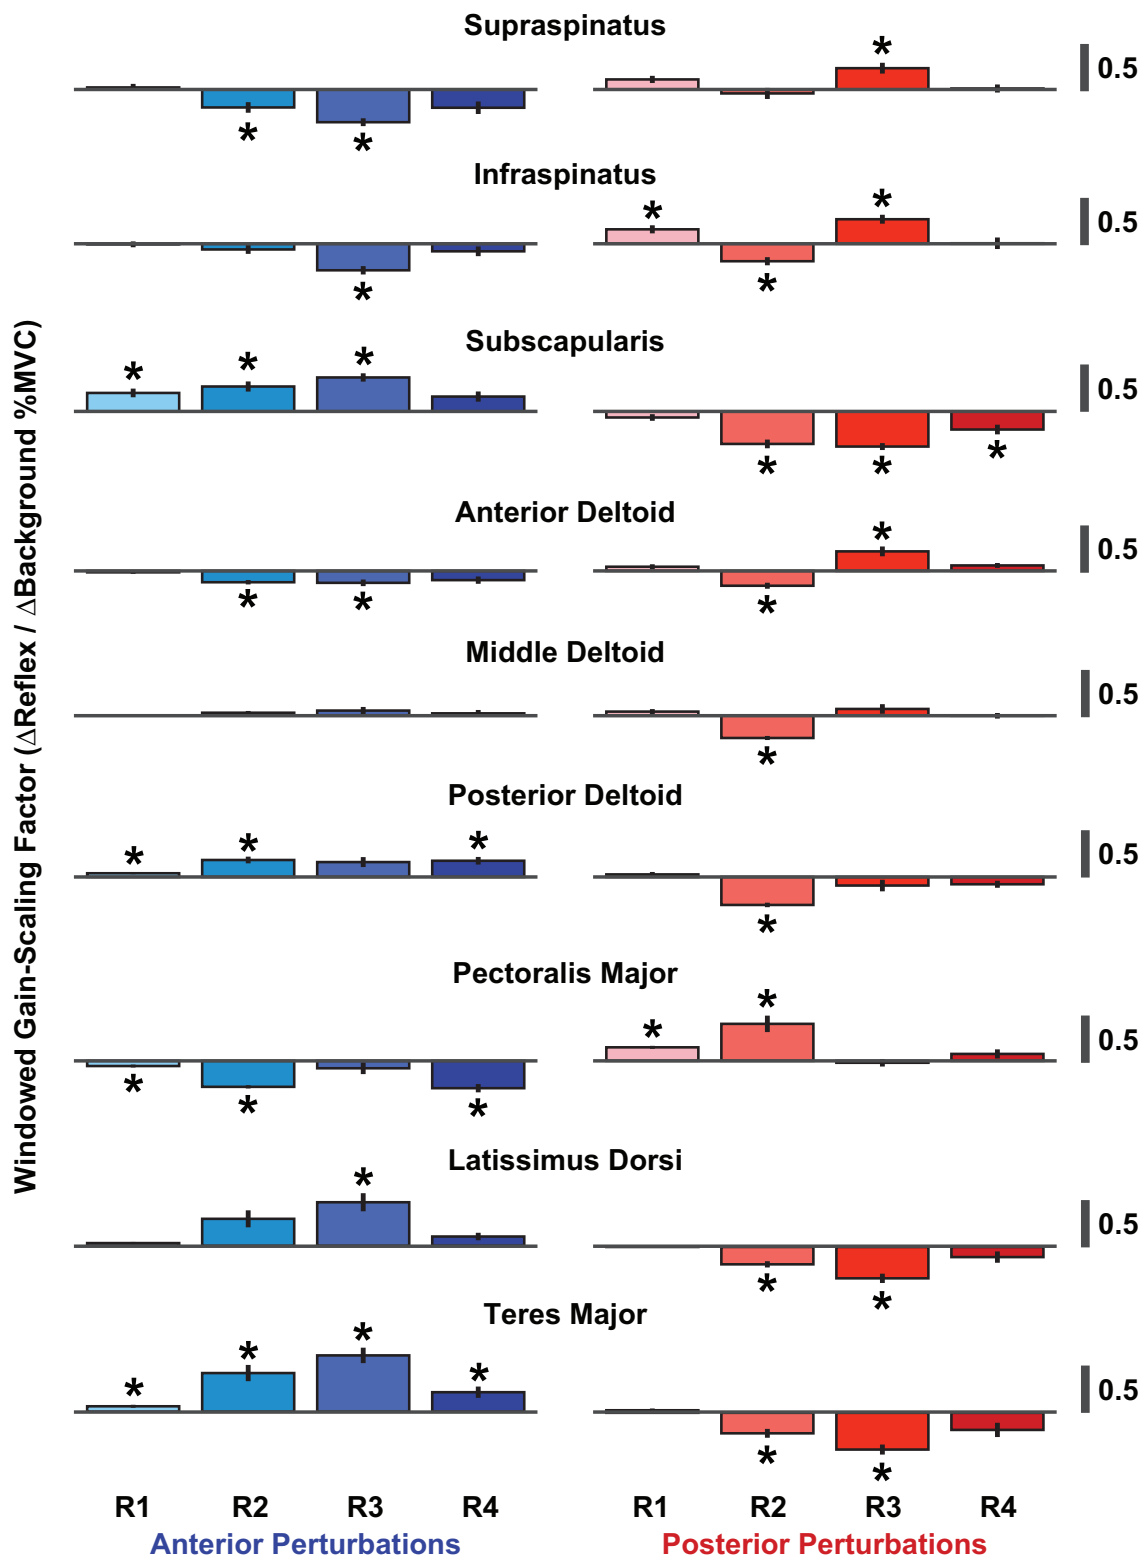 Windowed Gain-Scaling Factor (ΔReflex / ΔBackground %MVC)
Supraspinatus
*
0.5
* *
Infraspinatus
* *
0.5
* *
Subscapularis
* * *
0.5
* * *
Anterior Deltoid
*
0.5
* * *
Middle Deltoid
0.5
*
Posterior Deltoid
* * *
0.5
*
Pectoralis Major
* *
0.5
* * *
Latissimus Dorsi
*
0.5
* *
Teres Major
* * * *
0.5
* *
R1 R2 R3 R4 R1 R2 R3 R4
Anterior Perturbations Posterior Perturbations